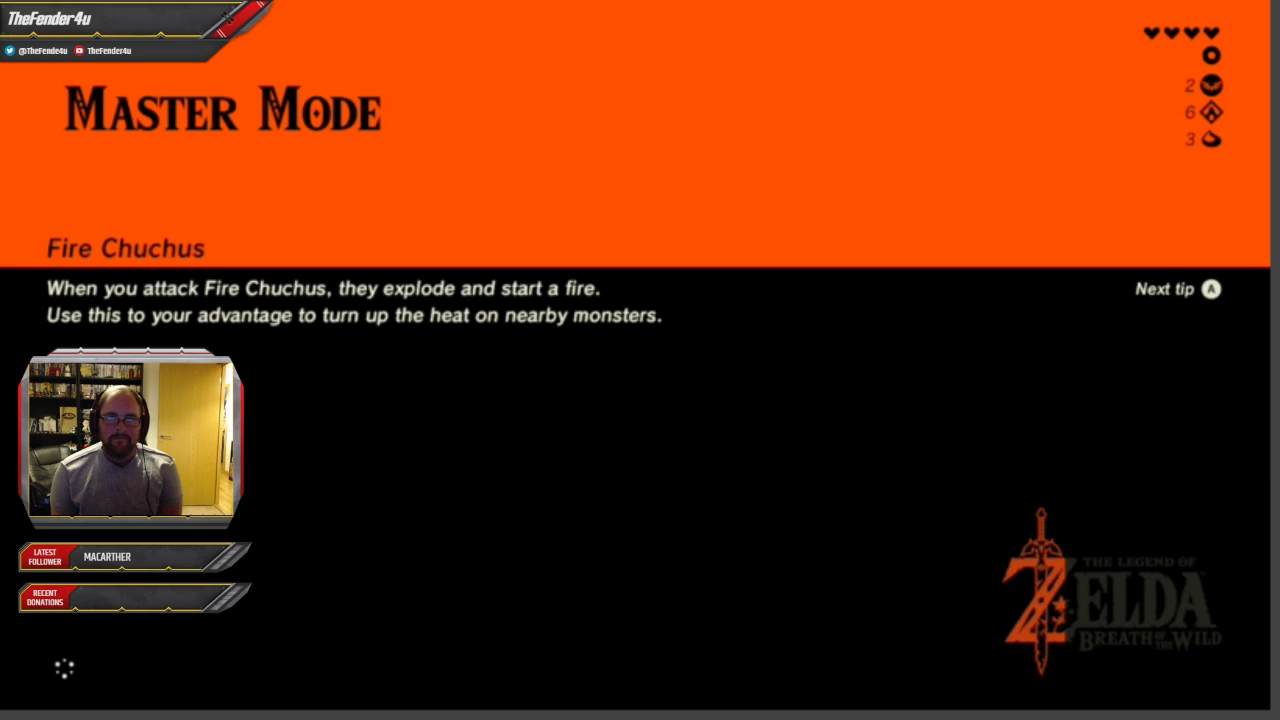 TheFender4u
@TheFende4u TheFender4u
MASTER MODE
2
6
3
Fire Chuchus
When you attack Fire Chuchus, they explode and start a fire.
Use this to your advantage to turn up the heat on nearby monsters.
Next tip A
LATEST
FOLLOWER
MACARTHER
RECENT
DONATIONS
THE LEGEND OF
ZELDA
BREATH OF THE WILD